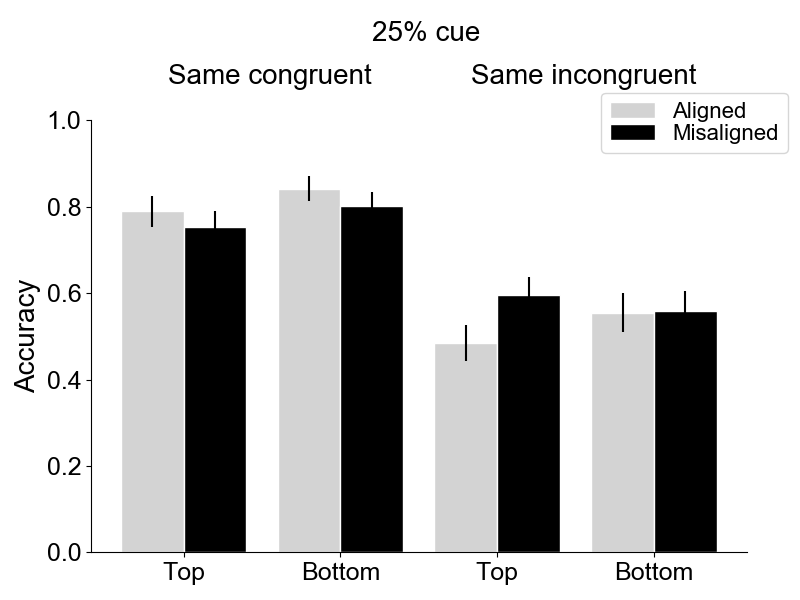 25% cue
Same congruent
Same incongruent
Aligned
Misaligned
1.0
0.8
0.6
0.4
0.2
0.0
Accuracy
Top
Bottom
Top
Bottom